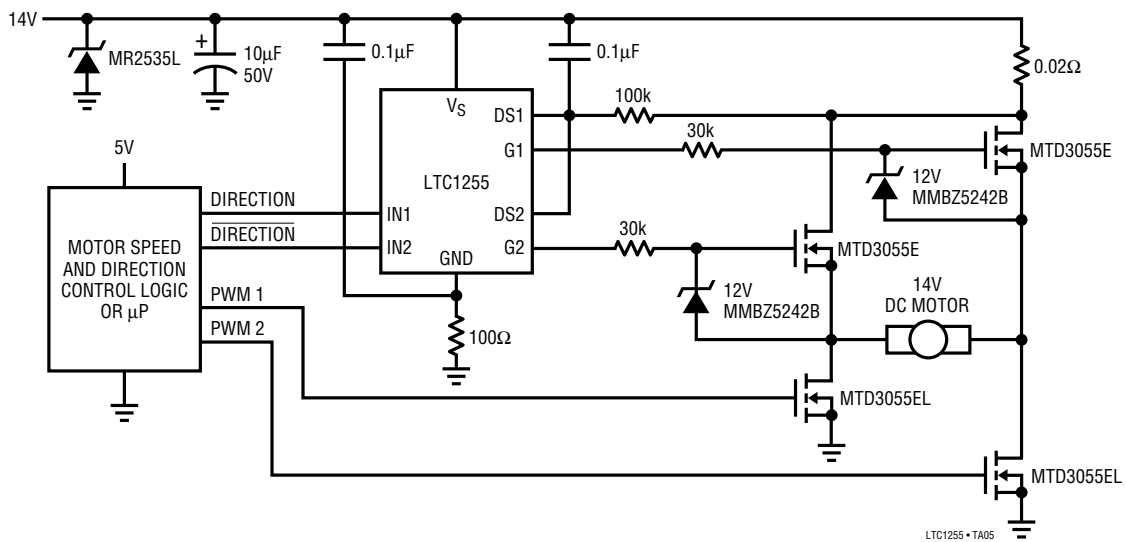 14V
MR2535L
+
10µF
50V
0.1µF
0.1µF
0.02Ω
VS
DS1
100k
30k
G1
MTD3055E
5V
LTC1255
12V
MMBZ5242B
DIRECTION
IN1
DS2
30k
DIRECTION
IN2
G2
MTD3055E
GND
MOTOR SPEED
AND DIRECTION
CONTROL LOGIC
OR µP
PWM 1
12V
MMBZ5242B
14V
DC MOTOR
PWM 2
100Ω
MTD3055EL
MTD3055EL
LTC1255 • TA05